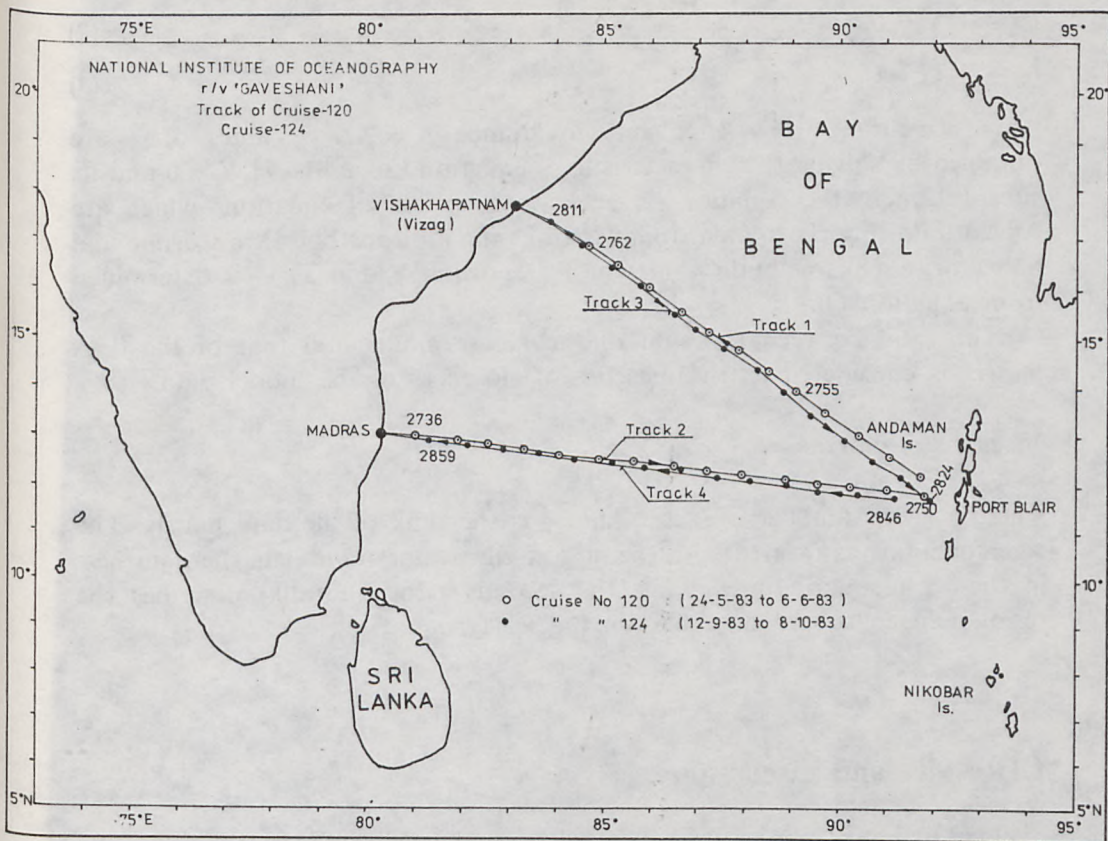 75°E 80° 85° 90° 95°
NATIONAL INSTITUTE OF OCEANOGRAPHY
r/v 'GAVESHANI'
Track of Cruise-120
Cruise-124
20° 20°
BAY
OF
BENGAL
VISHAKHAPATNAM
(Vizag)
2811
2762
Track 3
Track 1
15° 15°
2755
2736
MADRAS
2859
Track 2
Track 4
ANDAMAN
Is.
2824
2846 2750
PORT BLAIR
10° 10°
Cruise No 120 : (24-5-83 to 6-6-83)
" " 124 : (12-9-83 to 8-10-83)
SRI
LANKA
NIKOBAR
Is.
5°N 5°N
75°E 80° 85° 90° 95°